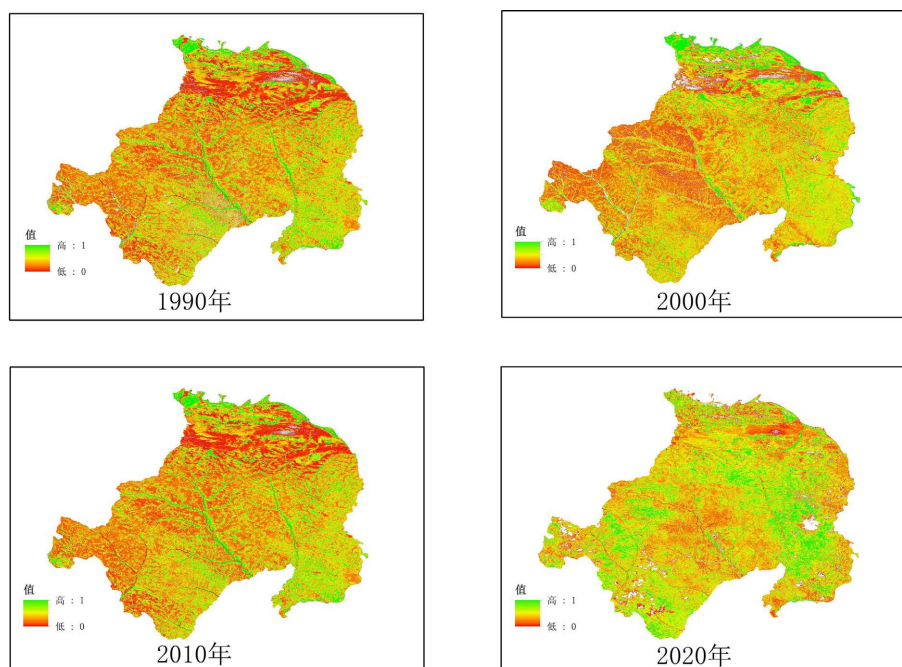 值
高 : 1
低 : 0
1990年
值
高 : 1
低 : 0
2000年
值
高 : 1
低 : 0
2010年
值
高 : 1
低 : 0
2020年